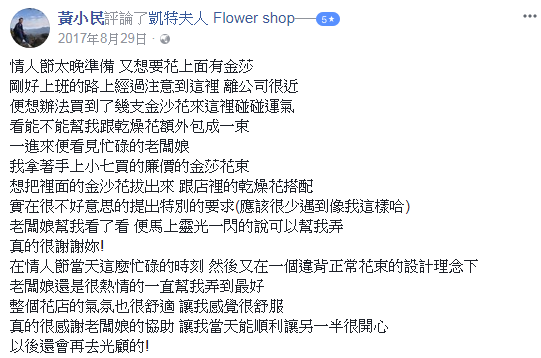 黃小民評論了凱特夫人 Flower shop — 5★
2017年8月29日
情人節太晚準備 又想要花上面有金莎
剛好上班的路上經過注意到這裡 離公司很近
便想辦法買到了幾支金沙花來這裡碰碰運氣
看能不能幫我跟乾燥花額外包成一束
一進來便看見忙碌的老闆娘
我拿著手上小七買的廉價的金莎花束
想把裡面的金沙花拔出來 跟店裡的乾燥花搭配
實在很不好意思的提出特別的要求(應該很少遇到像我這樣哈)
老闆娘幫我看了看 便馬上靈光一閃的說可以幫我弄
真的很謝謝妳!
在情人節當天這麼忙碌的時刻 然後又在一個違背正常花束的設計理念下
老闆娘還是很熱情的一直幫我弄到最好
整個花店的氣氛也很舒適 讓我感覺很舒服
真的很感謝老闆娘的協助 讓我當天能順利讓另一半很開心
以後還會再去光顧的!